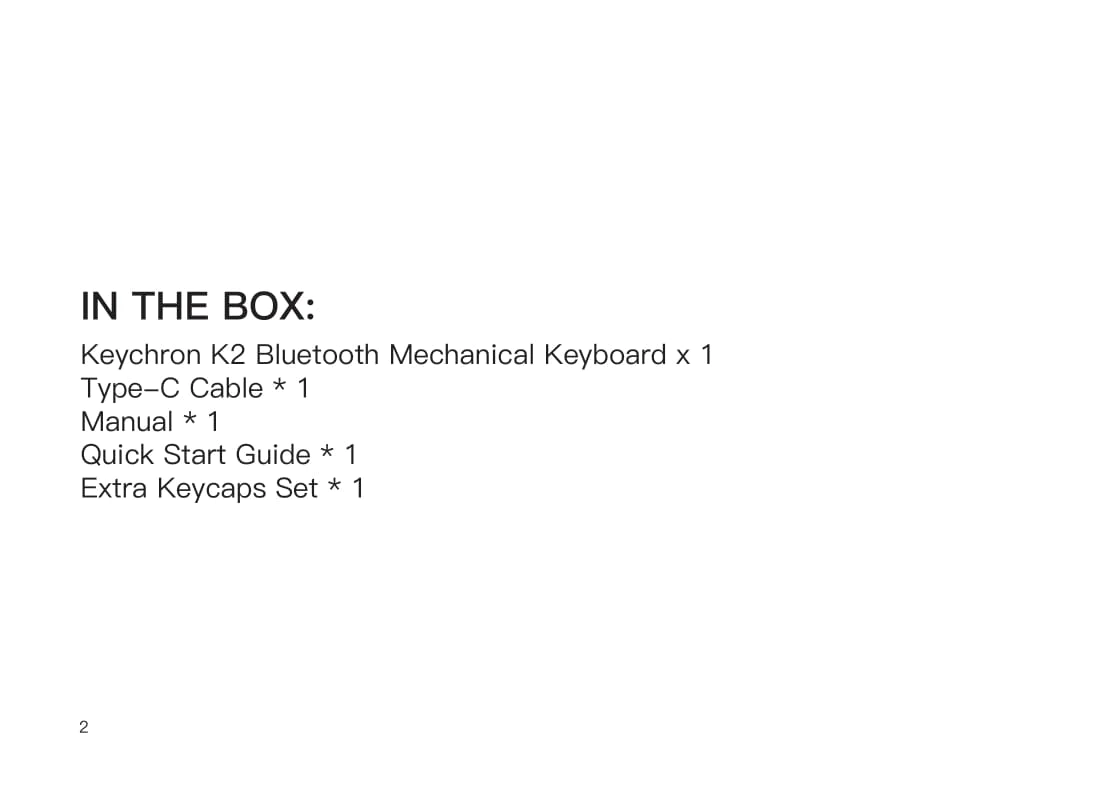 IN THE BOX:
Keychron K2 Bluetooth Mechanical Keyboard x 1
Type-C Cable * 1
Manual * 1
Quick Start Guide * 1
Extra Keycaps Set * 1
2